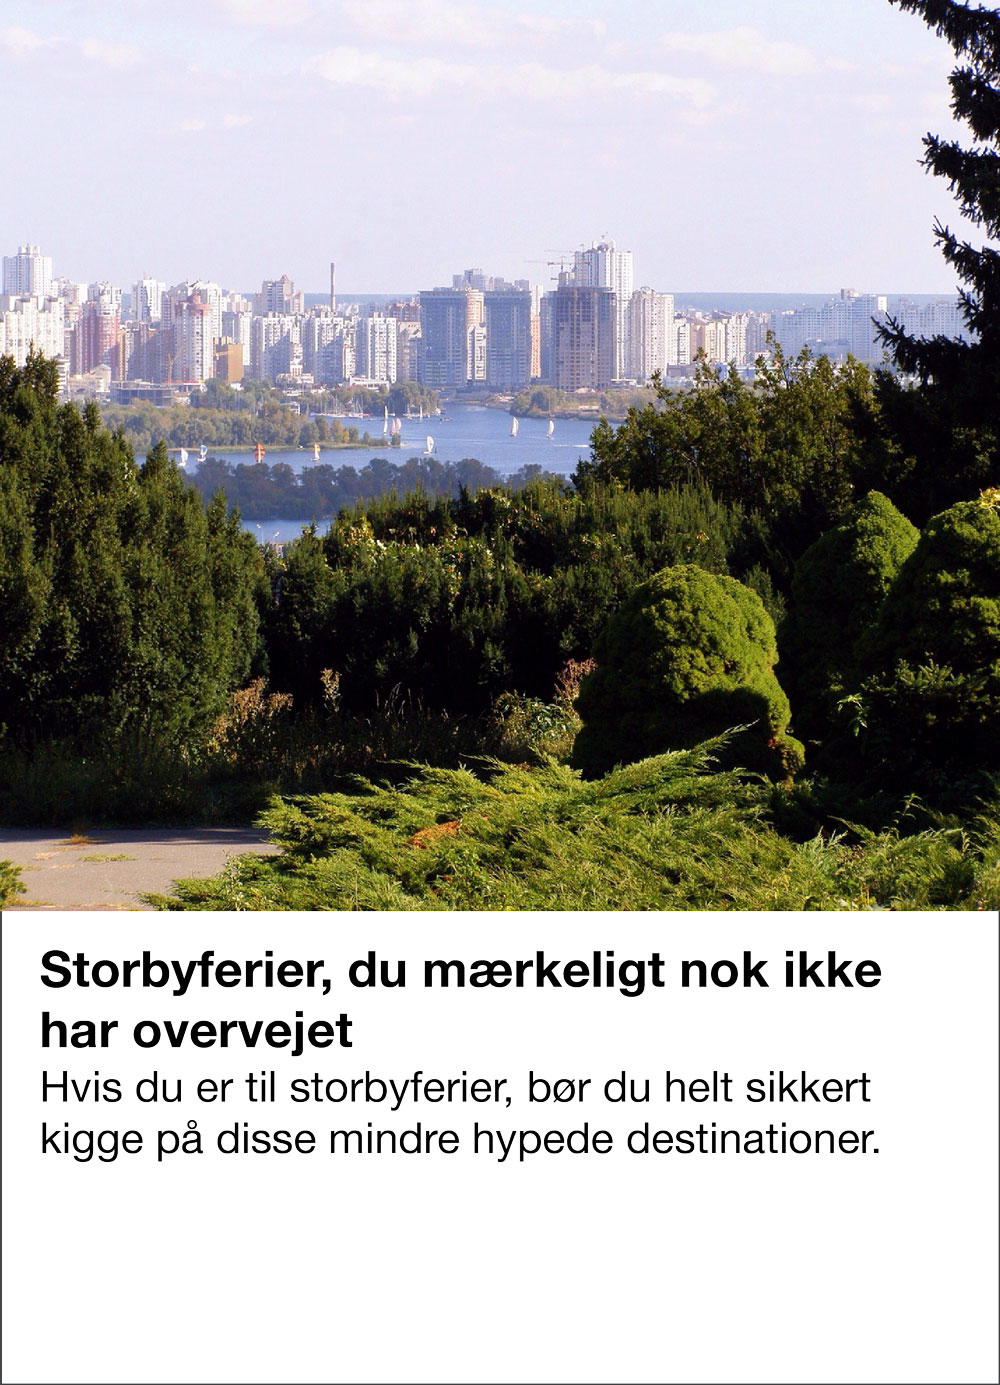 Storbyferier, du mærkeligt nok ikke
har overvejet
Hvis du er til storbyferier, bør du helt sikkert
kigge på disse mindre hypede destinationer.